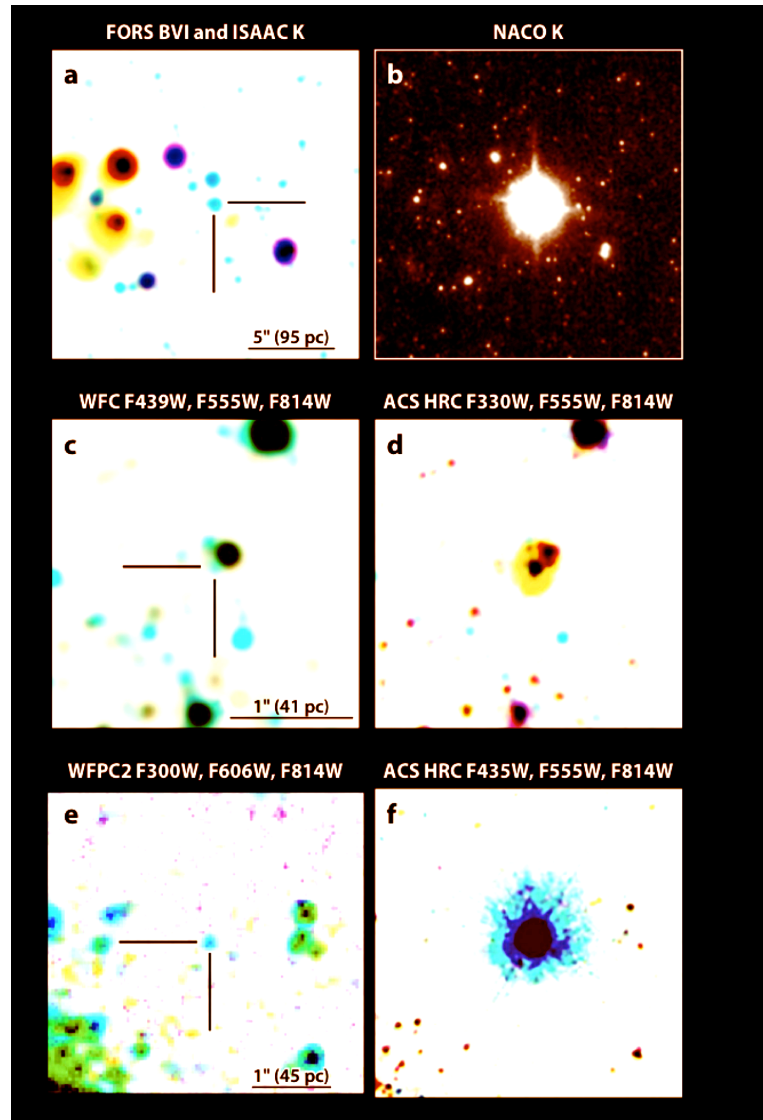 FORS BVI and ISAAC K
NACO K
a
b
5" (95 pc)
WFC F439W, F555W, F814W
ACS HRC F330W, F555W, F814W
c
d
1" (41 pc)
WFPC2 F300W, F606W, F814W
ACS HRC F435W, F555W, F814W
e
f
1" (45 pc)